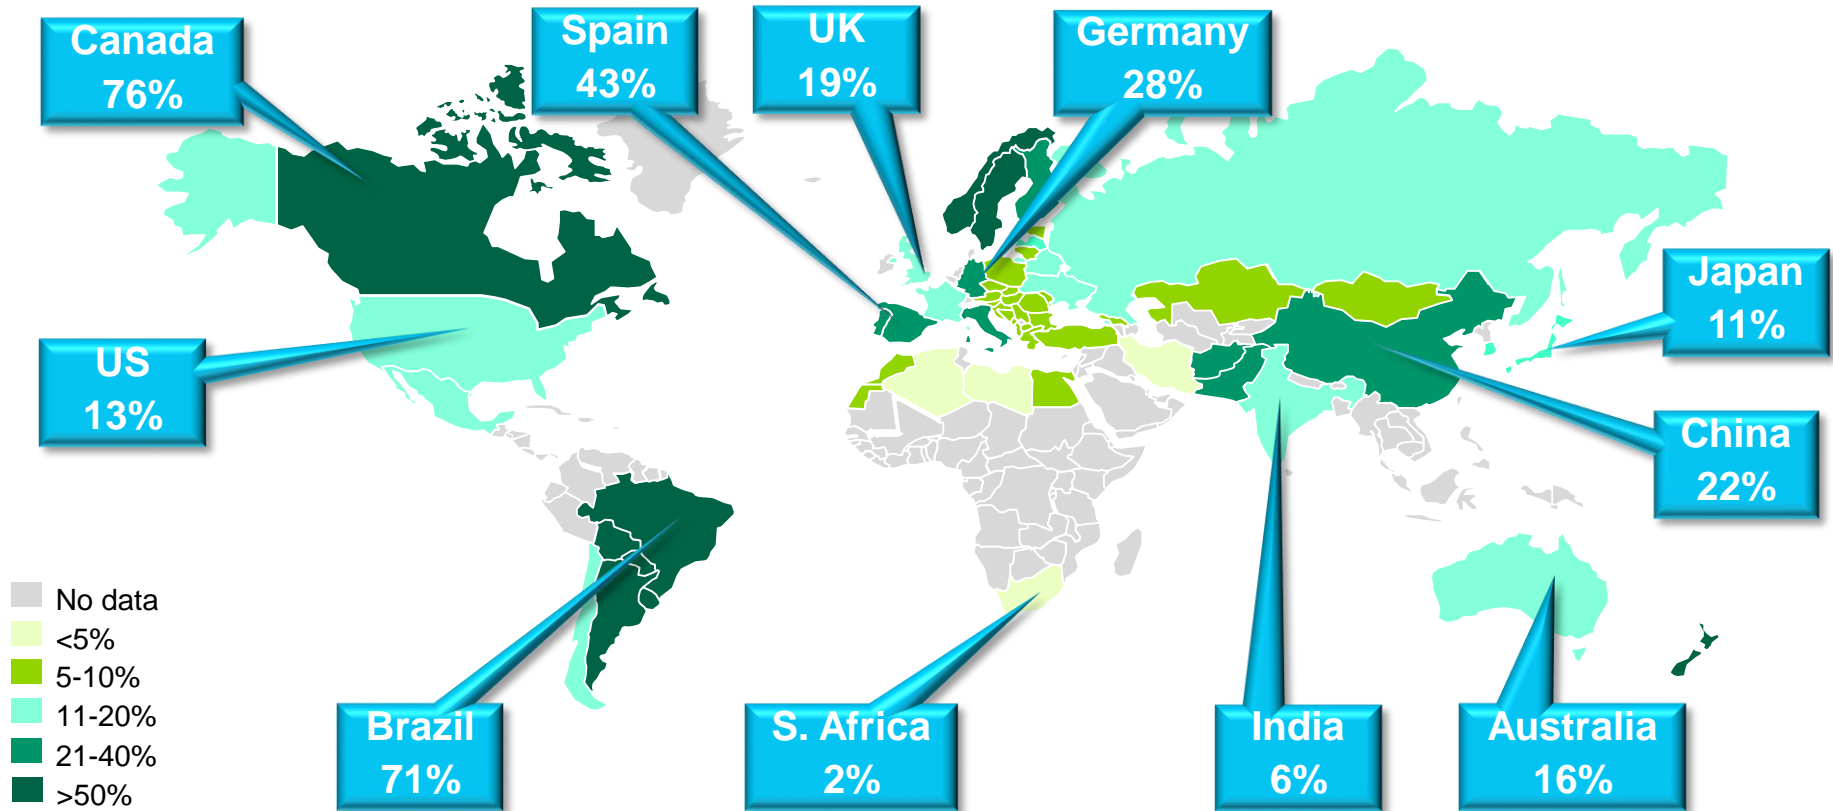 Canada
76%
Spain
43%
UK
19%
Germany
28%
Japan
11%
US
13%
China
22%
No data
<5%
5-10%
11-20%
21-40%
>50%
Brazil
71%
S. Africa
2%
India
6%
Australia
16%